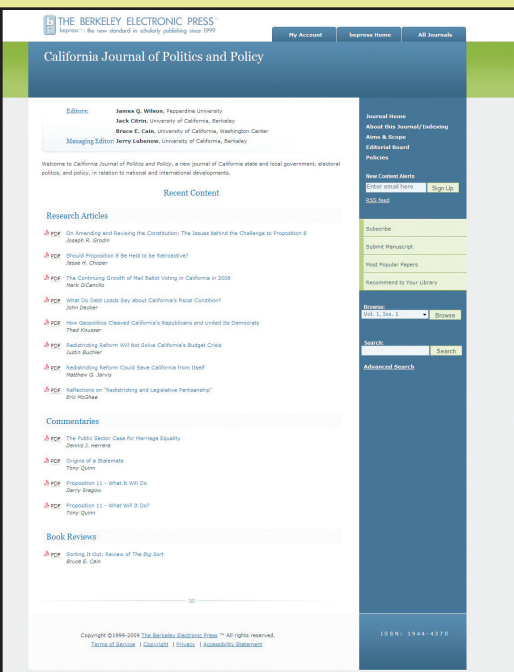 THE BERKELEY ELECTRONIC PRESS™
bepress: the new standard in scholarly publishing since 1999
My Account
bepress Home
All Journals
California Journal of Politics and Policy
Editors: James Q. Wilson, Pepperdine University
Jack Citrin, University of California, Berkeley
Bruce E. Cain, University of California, Washington Center
Managing Editor: Jerry Lubenow, University of California, Berkeley
Welcome to California Journal of Politics and Policy, a new journal of California state and local government, electoral
politics, and policy, in relation to national and international developments.
Recent Content
Research Articles
PDF On Amending and Revising the Constitution: The Issues behind the Challenge to Proposition 8
Joseph R. Grodin
PDF Should Proposition 8 Be Held to be Retroactive?
Jesse H. Choper
PDF The Continuing Growth of Mail Ballot Voting in California in 2008
Mark DiCamillo
PDF What Do Debt Loads Say about California's Fiscal Condition?
John Decker
PDF How Geopolitics Cleaved California's Republicans and United Its Democrats
Thad Kousser
PDF Redistricting Reform Will Not Solve California's Budget Crisis
Justin Buchler
PDF Redistricting Reform Could Save California from Itself
Matthew G. Jarvis
PDF Reflections on "Redistricting and Legislative Partisanship"
Eric McGhee
Commentaries
PDF The Public Sector Case for Marriage Equality
Dennis J. Herrera
PDF Origins of a Stalemate
Tony Quinn
PDF Proposition 11 - What It Will Do
Darry Sragow
PDF Proposition 11 - What Will It Do?
Tony Quinn
Book Reviews
PDF Sorting It Out: Review of The Big Sort
Bruce E. Cain
Journal Home
About this Journal/Indexing
Aims & Scope
Editorial Board
Policies
New Content Alerts
Enter email here
Sign Up
RSS feed
Subscribe
Submit Manuscript
Most Popular Papers
Recommend to Your Library
Browse:
Vol. 1, Iss. 1
Browse
Search:
Search
Advanced Search
Copyright ©1999-2009 The Berkeley Electronic Press ™ All rights reserved.
Terms of Service | Copyright | Privacy | Accessibility Statement
ISSN: 1944-4370